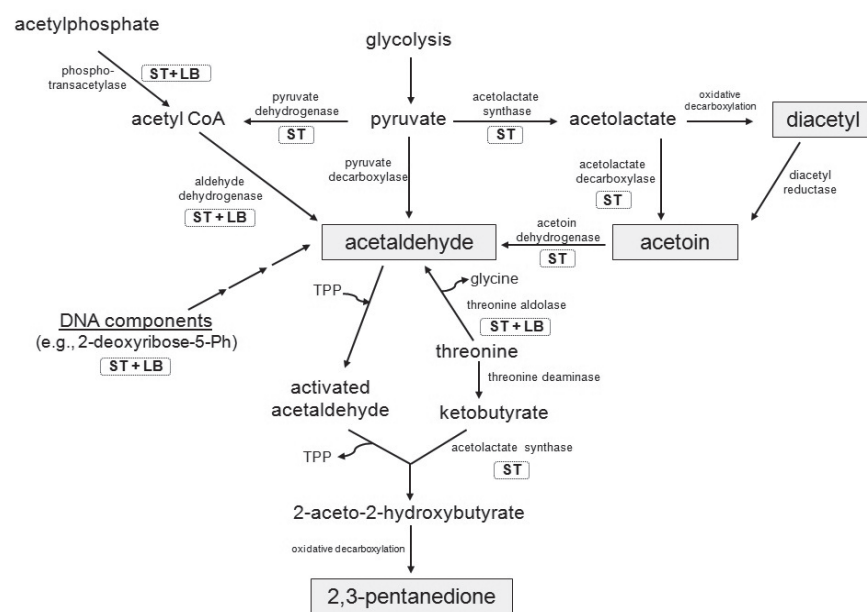 acetylphosphate
glycolysis
phospho-
transacetylase
ST+LB
pyruvate
dehydrogenase
ST
acetolactate
synthase
ST
oxidative
decarboxylation
acetyl CoA
pyruvate
acetolactate
diacetyl
aldehyde
dehydrogenase
ST + LB
pyruvate
decarboxylase
acetolactate
decarboxylase
ST
diacetyl
reductase
acetaldehyde
acetoin
dehydrogenase
ST
acetoin
TPP
glycine
threonine aldolase
ST + LB
DNA components
(e.g., 2-deoxyribose-5-Ph)
ST + LB
threonine
threonine deaminase
activated
acetaldehyde
ketobutyrate
TPP
acetolactate synthase
ST
2-aceto-2-hydroxybutyrate
oxidative decarboxylation
2,3-pentanedione